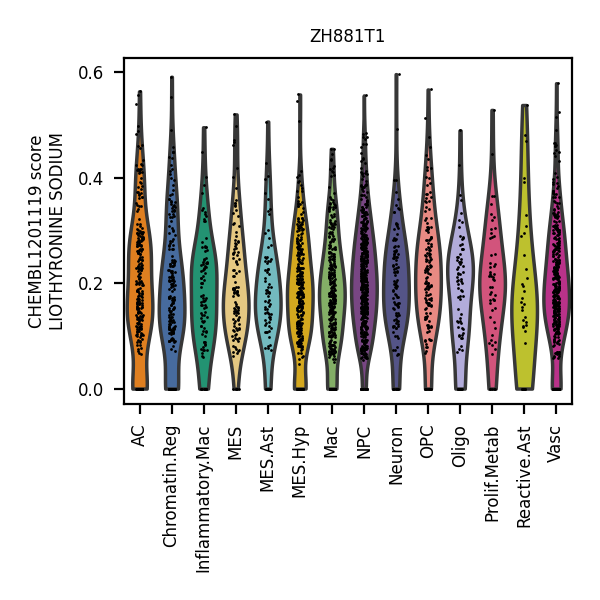 ZH881T1
CHEMBL1201119 score
LIOTHYRONINE SODIUM
0.6
0.4
0.2
0.0
AC
Chromatin.Reg
Inflammatory.Mac
MES
MES.Ast
MES.Hyp
Mac
NPC
Neuron
OPC
Oligo
Prolif.Metab
Reactive.Ast
Vasc